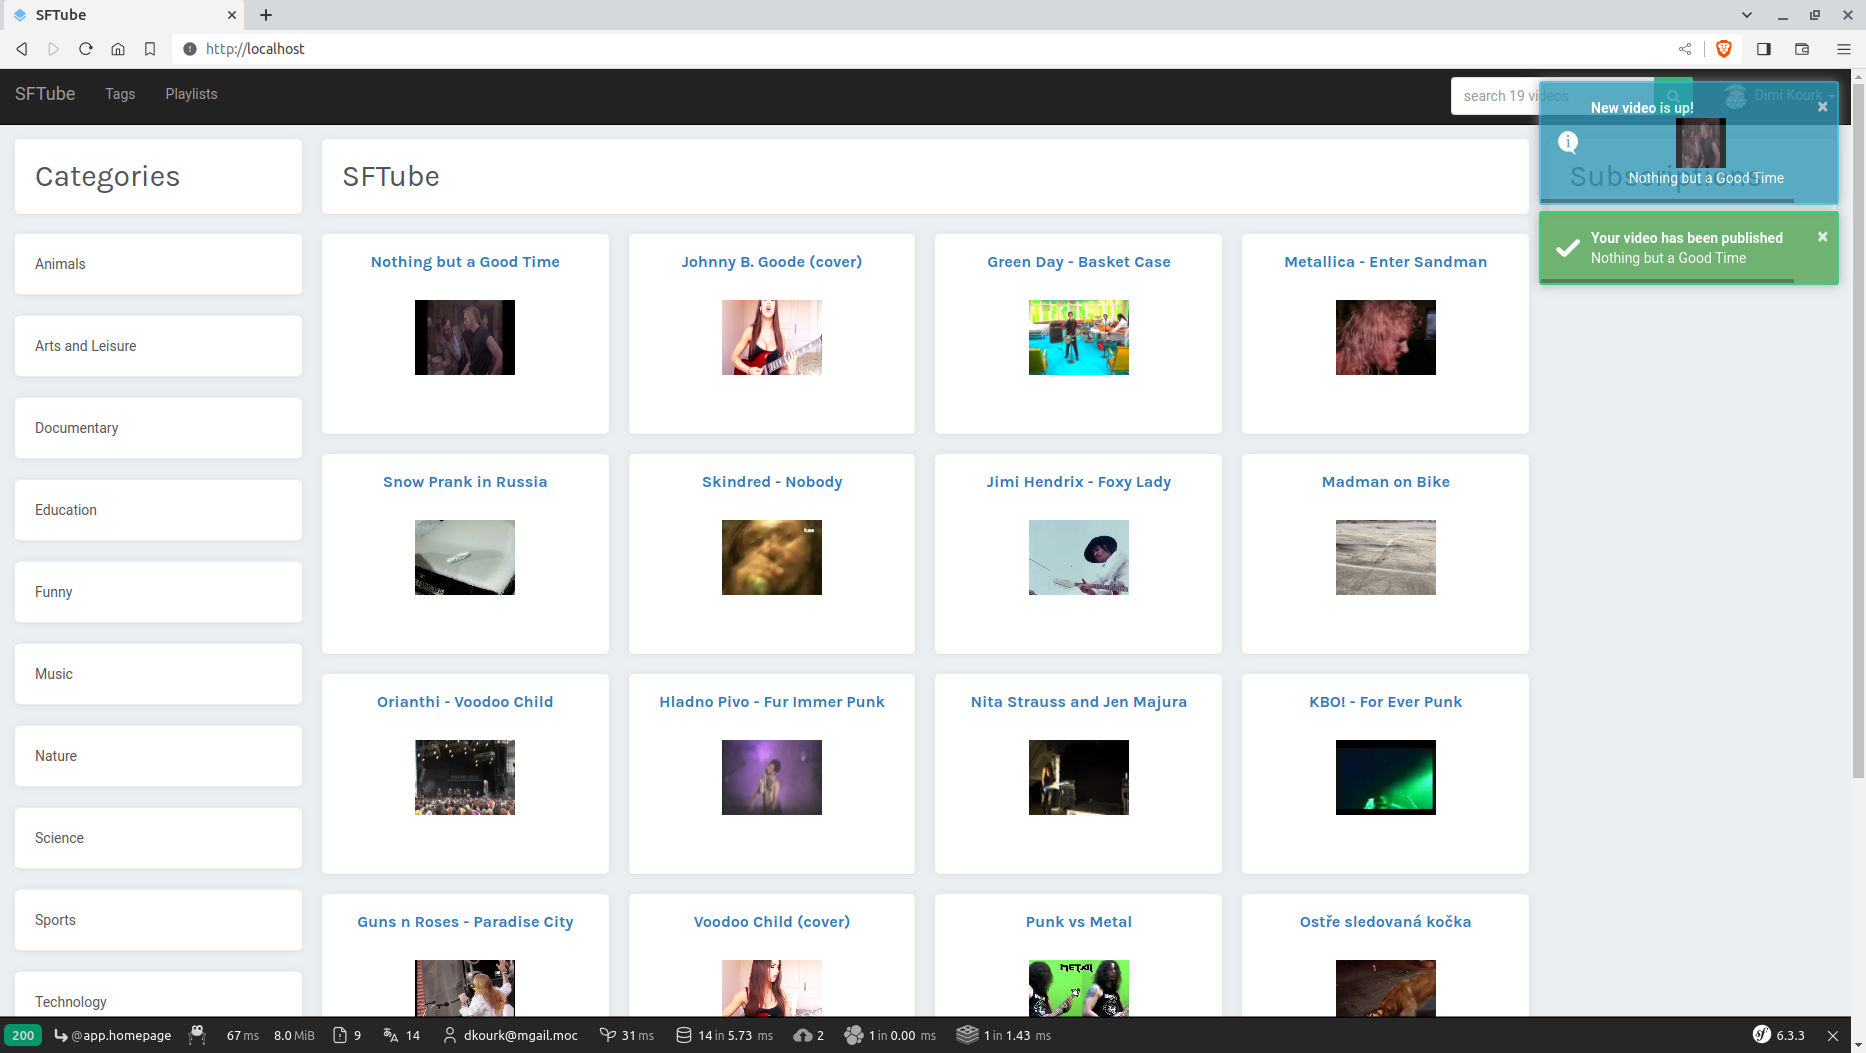 SFTube
http://localhost
SFTube
Tags
Playlists
search 19 videos
Dimi Kourk
New video is up!
Nothing but a Good Time
Your video has been published
Nothing but a Good Time
Categories
SFTube
Subscriptions
Animals
Arts and Leisure
Documentary
Education
Funny
Music
Nature
Science
Sports
Technology
Nothing but a Good Time
Johnny B. Goode (cover)
Green Day - Basket Case
Metallica - Enter Sandman
Snow Prank in Russia
Skindred - Nobody
Jimi Hendrix - Foxy Lady
Madman on Bike
Orianthi - Voodoo Child
Hladno Pivo - Fur Immer Punk
Nita Strauss and Jen Majura
KBO! - For Ever Punk
Guns n Roses - Paradise City
Voodoo Child (cover)
Punk vs Metal
METAL
Ostře sledovaná kočka
200 @app.homepage 67 ms 8.0 MiB 9 14 dkourk@mgail.moc 31 ms 14 in 5.73 ms 2 1 in 0.00 ms 1 in 1.43 ms 6.3.3